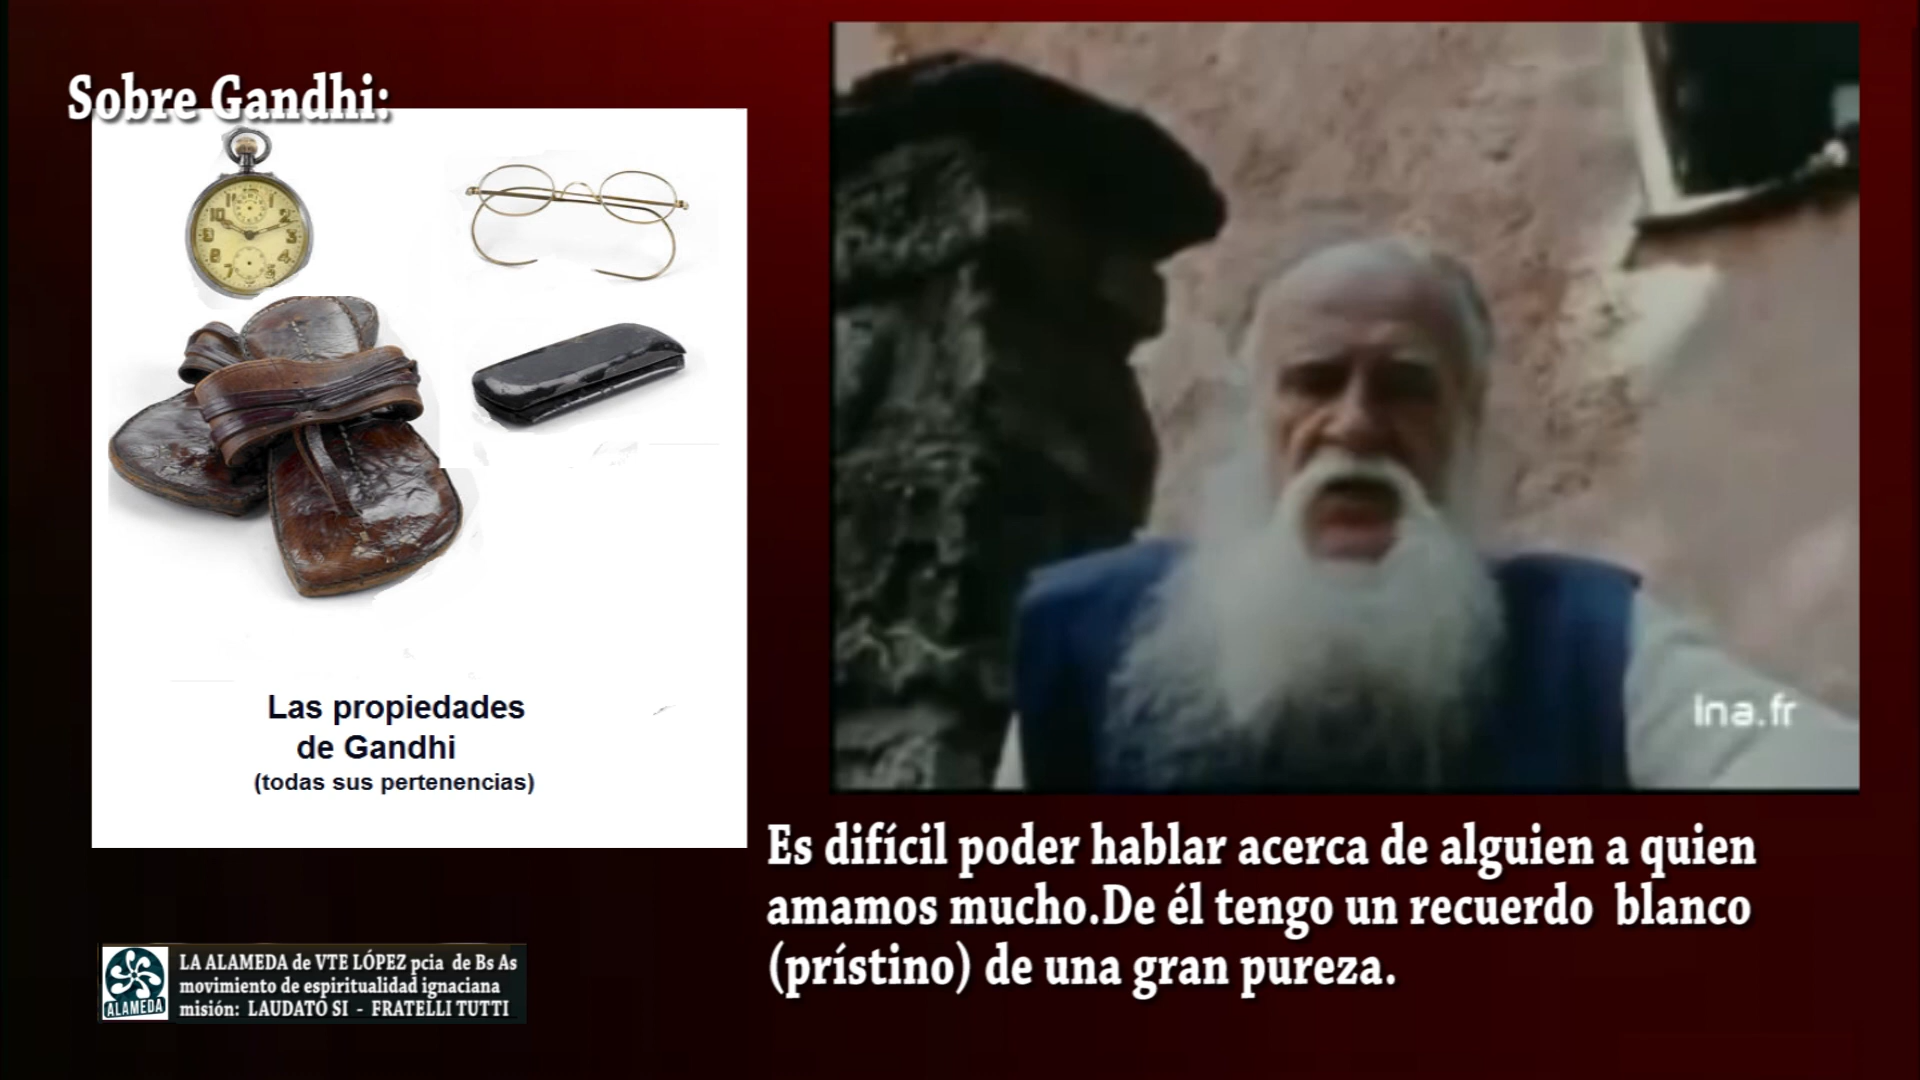 Sobre Gandhi:
Las propiedades
de Gandhi
(todas sus pertenencias)
ina.fr
Es difícil poder hablar acerca de alguien a quien
amamos mucho.De él tengo un recuerdo blanco
(prístino) de una gran pureza.
ALAMEDA
LA ALAMEDA de VTE LÓPEZ pcia de Bs As
movimiento de espiritualidad ignaciana
misión: LAUDATO SI - FRATELLI TUTTI